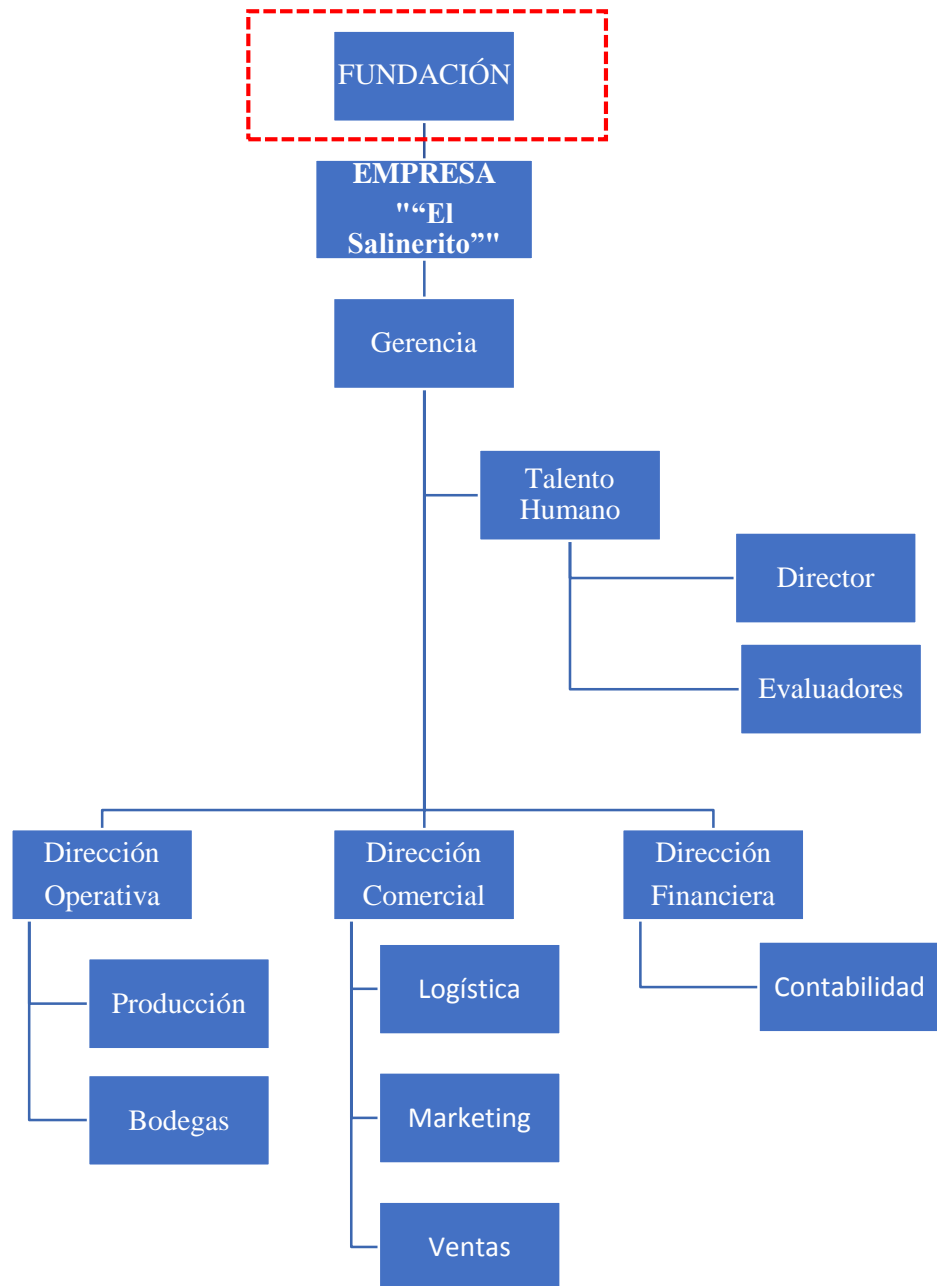 FUNDACIÓN
EMPRESA
"“El
Salinerito”"
Gerencia
Talento
Humano
Director
Evaluadores
Dirección
Operativa
Producción
Bodegas
Dirección
Comercial
Logística
Marketing
Ventas
Dirección
Financiera
Contabilidad